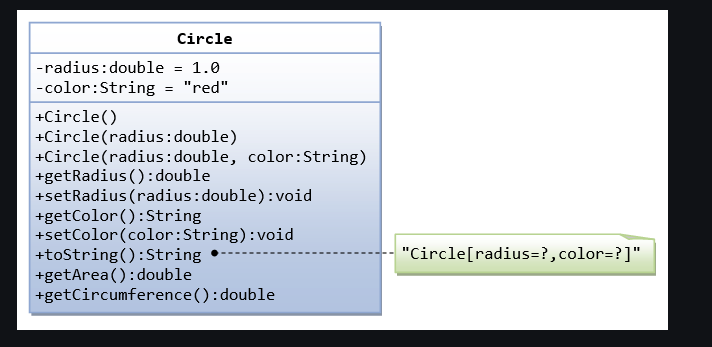 Circle
-radius:double = 1.0
-color:String = "red"
+Circle()
+Circle(radius:double)
+Circle(radius:double, color:String)
+getRadius():double
+setRadius(radius:double):void
+getColor():String
+setColor(color:String):void
+toString():String
"Circle[radius=?,color=?]"
+getArea():double
+getCircumference():double